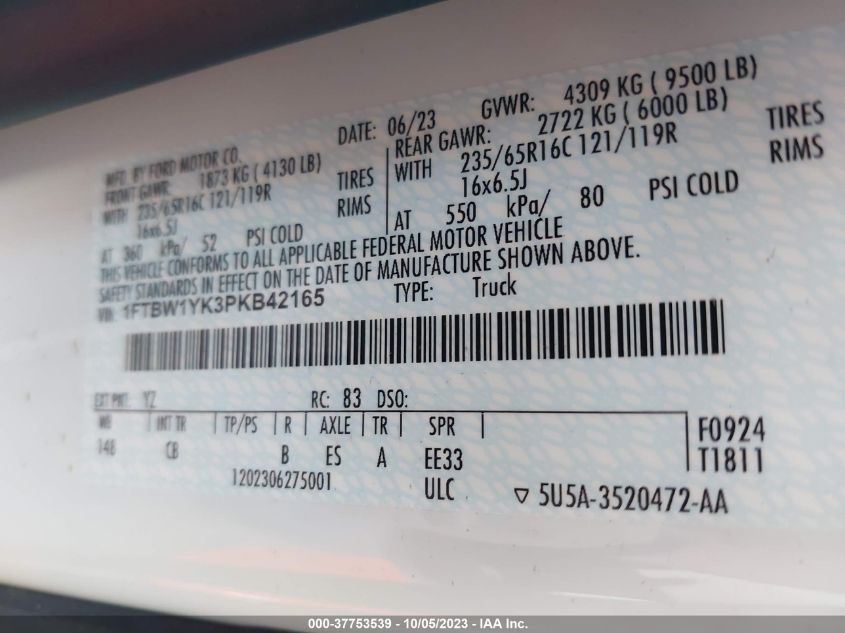 MFD. BY FORD MOTOR CO. DATE: 06/23 GVWR: 4309 KG ( 9500 LB)
FRONT GAWR: 1873 KG ( 4130 LB) REAR GAWR: 2722 KG ( 6000 LB)
WITH 235/65R16C 121/119R TIRES WITH 235/65R16C 121/119R TIRES
16x6.5J RIMS 16x6.5J RIMS
AT 360 kPa/ 52 PSI COLD AT 550 kPa/ 80 PSI COLD
THIS VEHICLE CONFORMS TO ALL APPLICABLE FEDERAL MOTOR VEHICLE
SAFETY STANDARDS IN EFFECT ON THE DATE OF MANUFACTURE SHOWN ABOVE.
VIN: 1FTBW1YK3PKB42165 TYPE: Truck
EXT PNT: YZ RC: 83 DSO:
WB INT TR TP/PS R AXLE TR SPR F0924
148 CB B ES A EE33 T1811
1202306275001 ULC ▽ 5U5A-3520472-AA
000-37753539 - 10/05/2023 - IAA Inc.